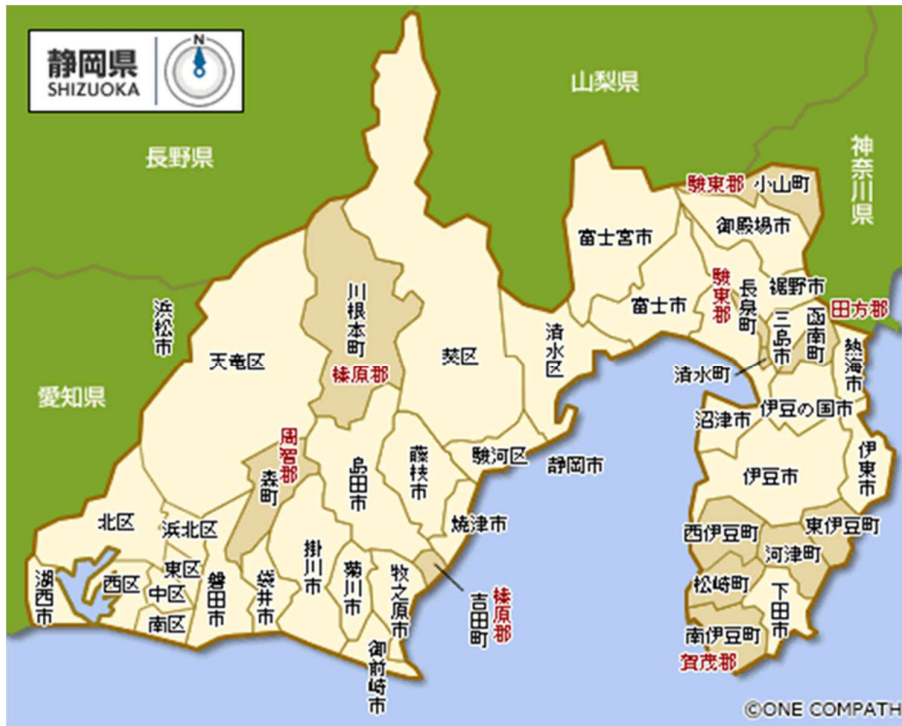 静岡県
SHIZUOKA
N
山梨県
長野県
神奈川県
愛知県
駿東郡
小山町
御殿場市
富士宮市
裾野市
駿東郡
長泉町
富士市
三島市
函南町
田方郡
熱海市
清水町
浜松市
川根本町
天竜区
榛原郡
葵区
清水区
沼津市
伊豆の国市
伊東市
周智郡
森町
島田市
藤枝市
駿河区
静岡市
伊豆市
焼津市
北区
浜北区
掛川市
西伊豆町
東伊豆町
河津町
湖西市
西区
東区
中区
南区
磐田市
袋井市
菊川市
牧之原市
吉田町
榛原郡
松崎町
下田市
御前崎市
南伊豆町
賀茂郡
©ONE COMPATH